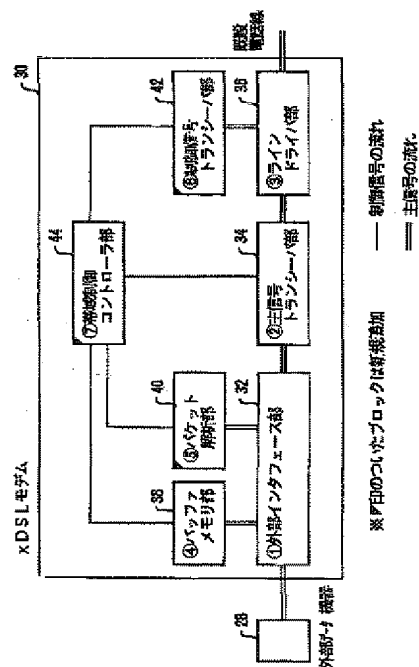 xDSLモデム
30
44
⑦帯域制御
コントローラ部
38
④バッファ
メモリ部
40
⑤パケット
解析部
42
⑥制御信号
トランシーバ部
28
外部データ機器
32
①外部インタフェース部
34
②主信号
トランシーバ部
36
③ライン
ドライバ部
既設
電話線
※◤印のついたブロックは新規追加
── 制御信号の流れ
══ 主信号の流れ